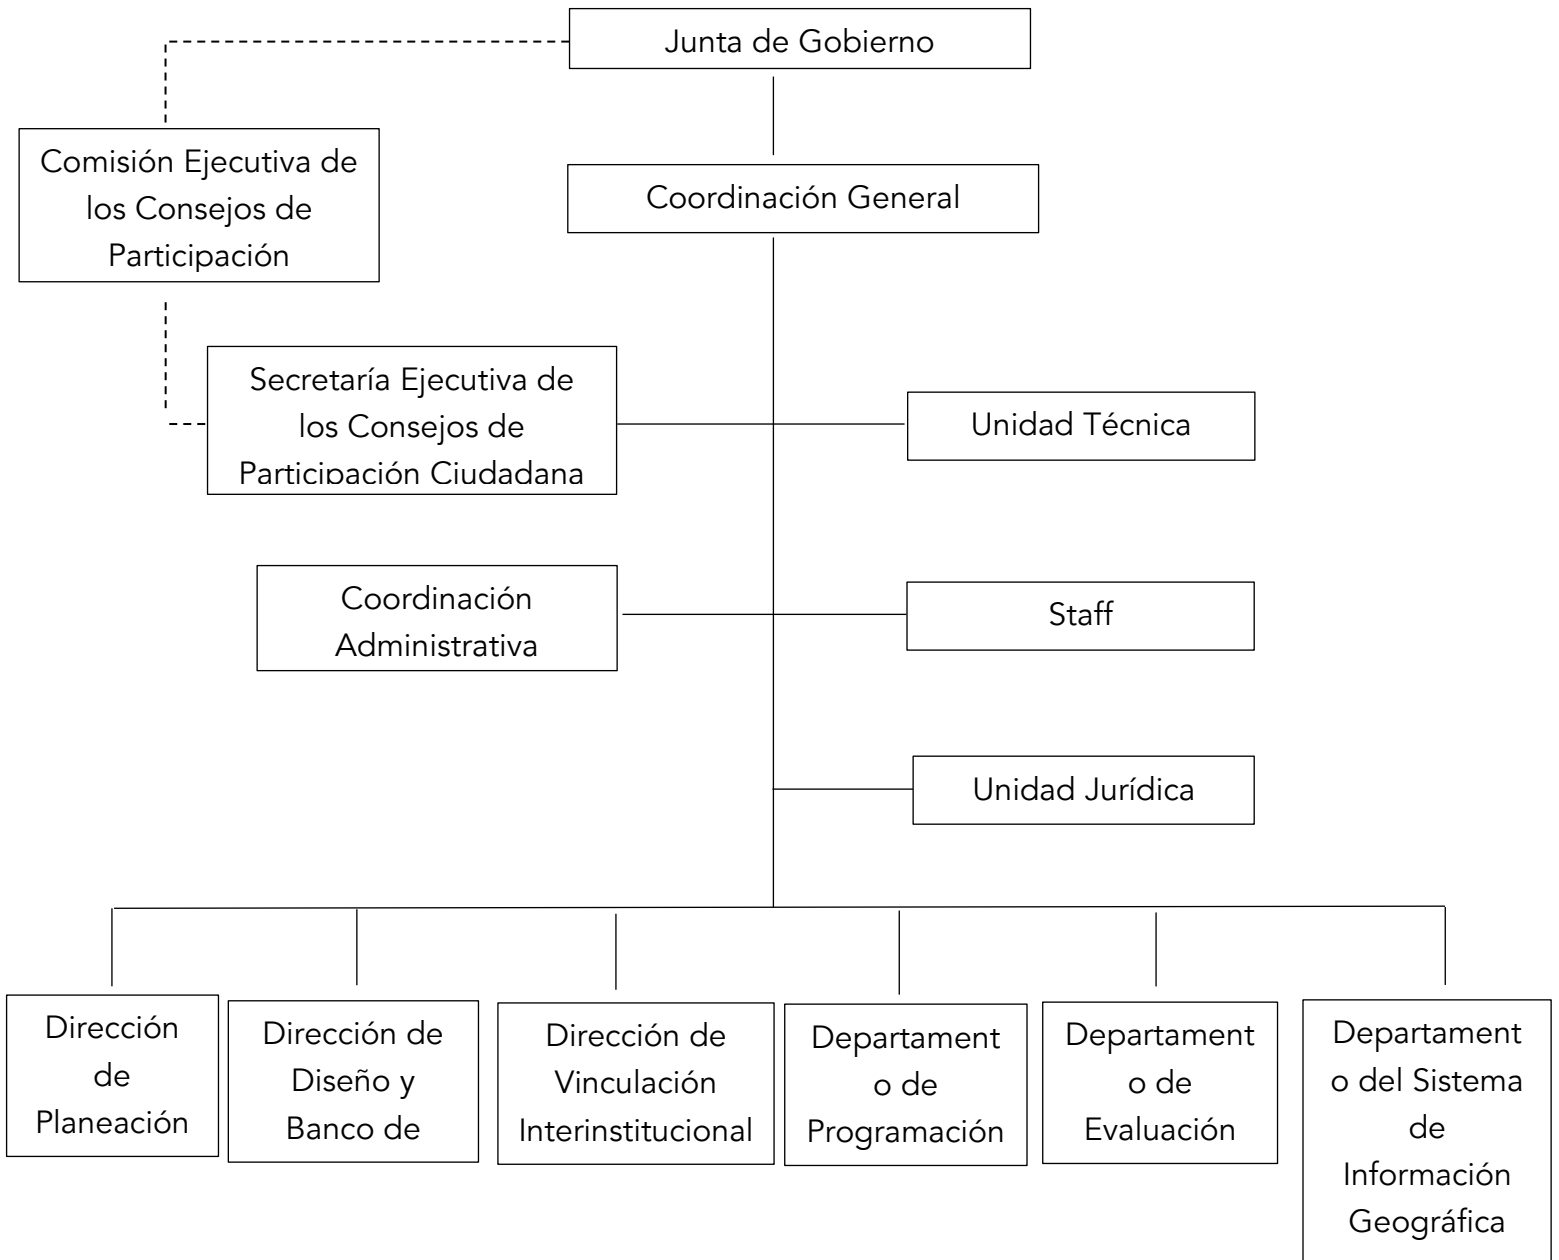 Junta de Gobierno
Comisión Ejecutiva de
los Consejos de
Participación
Coordinación General
Secretaría Ejecutiva de
los Consejos de
Participación Ciudadana
Unidad Técnica
Coordinación
Administrativa
Staff
Unidad Jurídica
Dirección
de
Planeación
Dirección de
Diseño y
Banco de
Dirección de
Vinculación
Interinstitucional
Departament
o de
Programación
Departament
o de
Evaluación
Departament
o del Sistema
de
Información
Geográfica